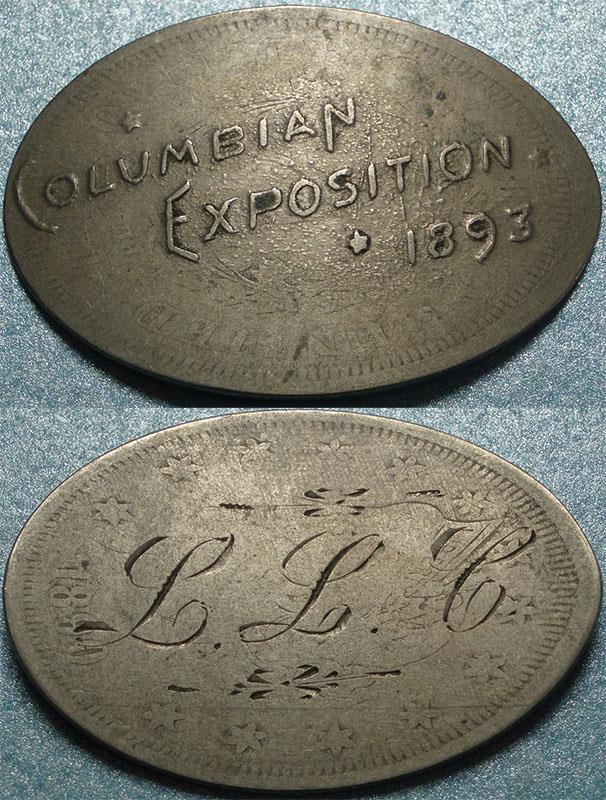 COLUMBIAN
EXPOSITION
1893
L. L. C